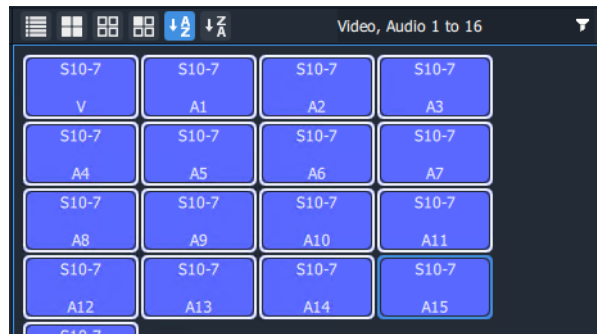 Video, Audio 1 to 16
S10-7 S10-7 S10-7 S10-7
V A1 A2 A3
S10-7 S10-7 S10-7 S10-7
A4 A5 A6 A7
S10-7 S10-7 S10-7 S10-7
A8 A9 A10 A11
S10-7 S10-7 S10-7 S10-7
A12 A13 A14 A15
S10-7